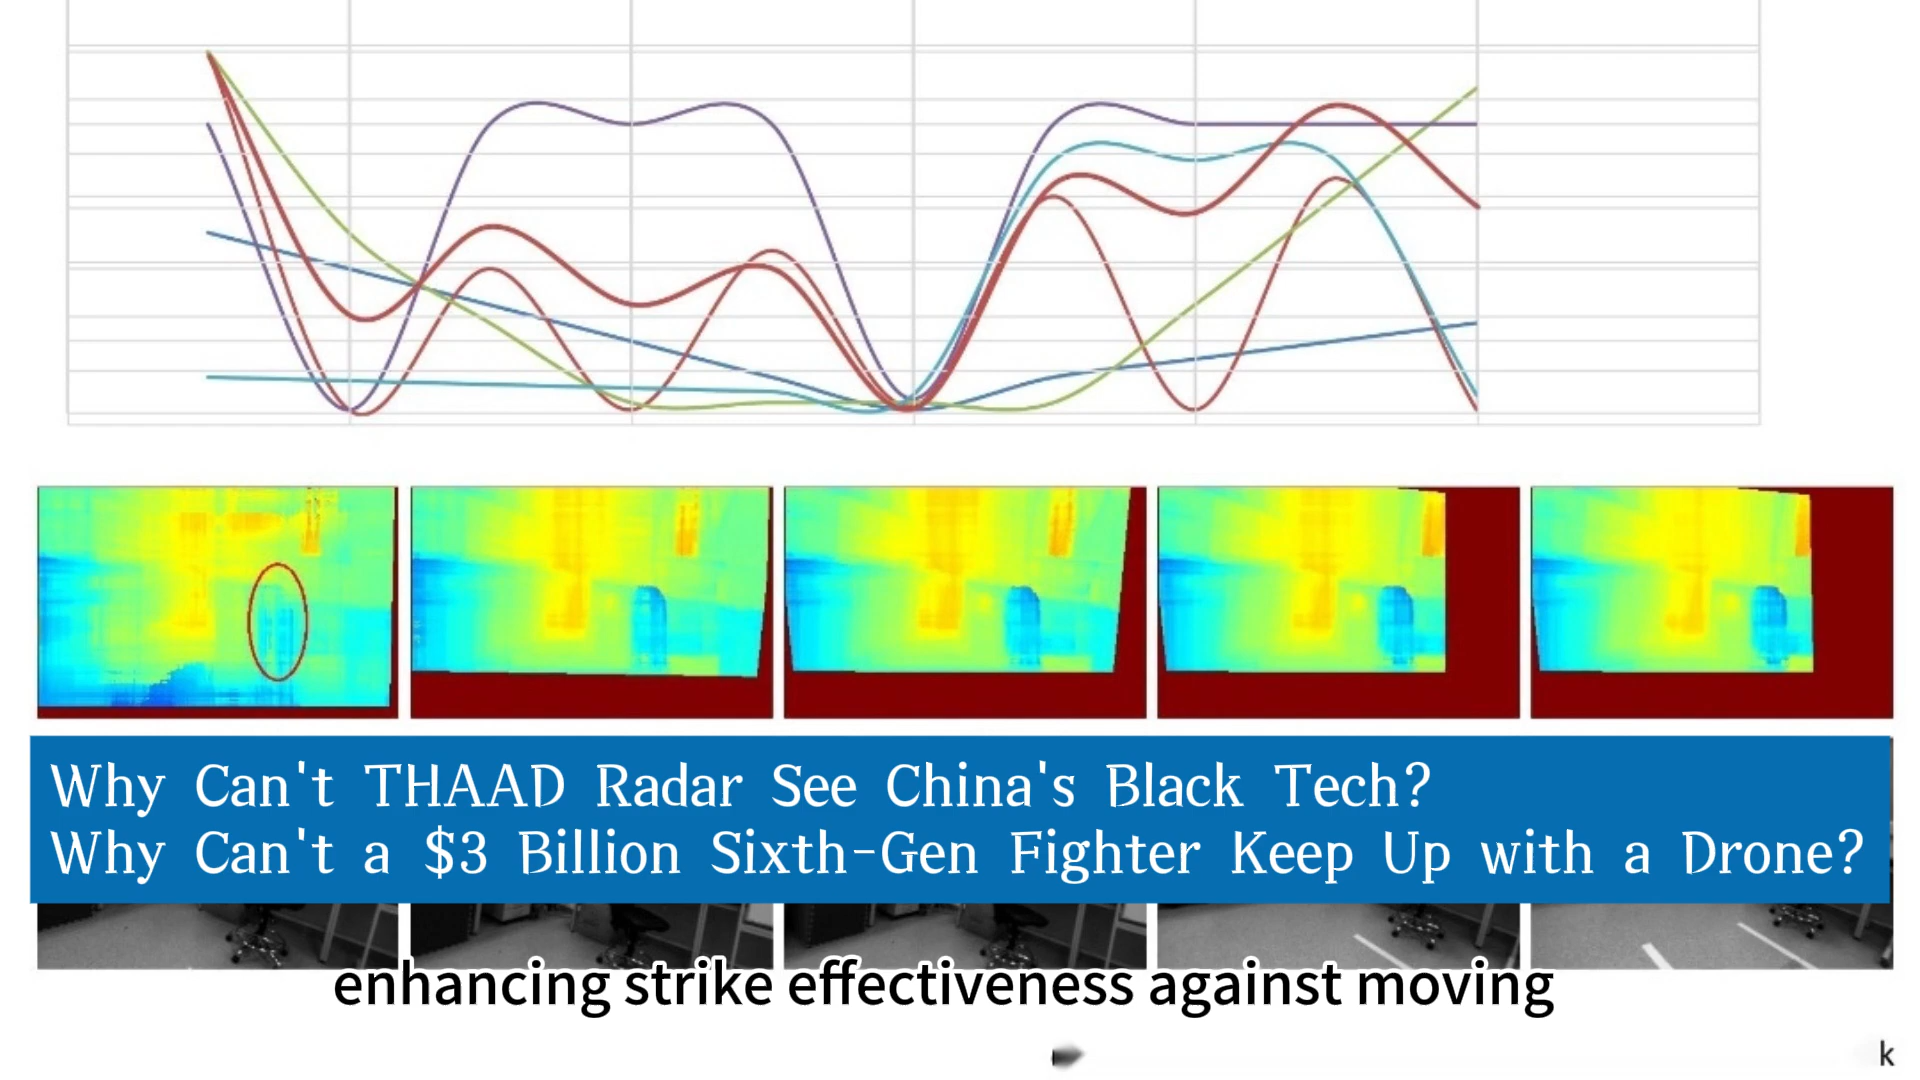 Why Can't THAAD Radar See China's Black Tech?
Why Can't a $3 Billion Sixth-Gen Fighter Keep Up with a Drone?
enhancing strike effectiveness against moving
k